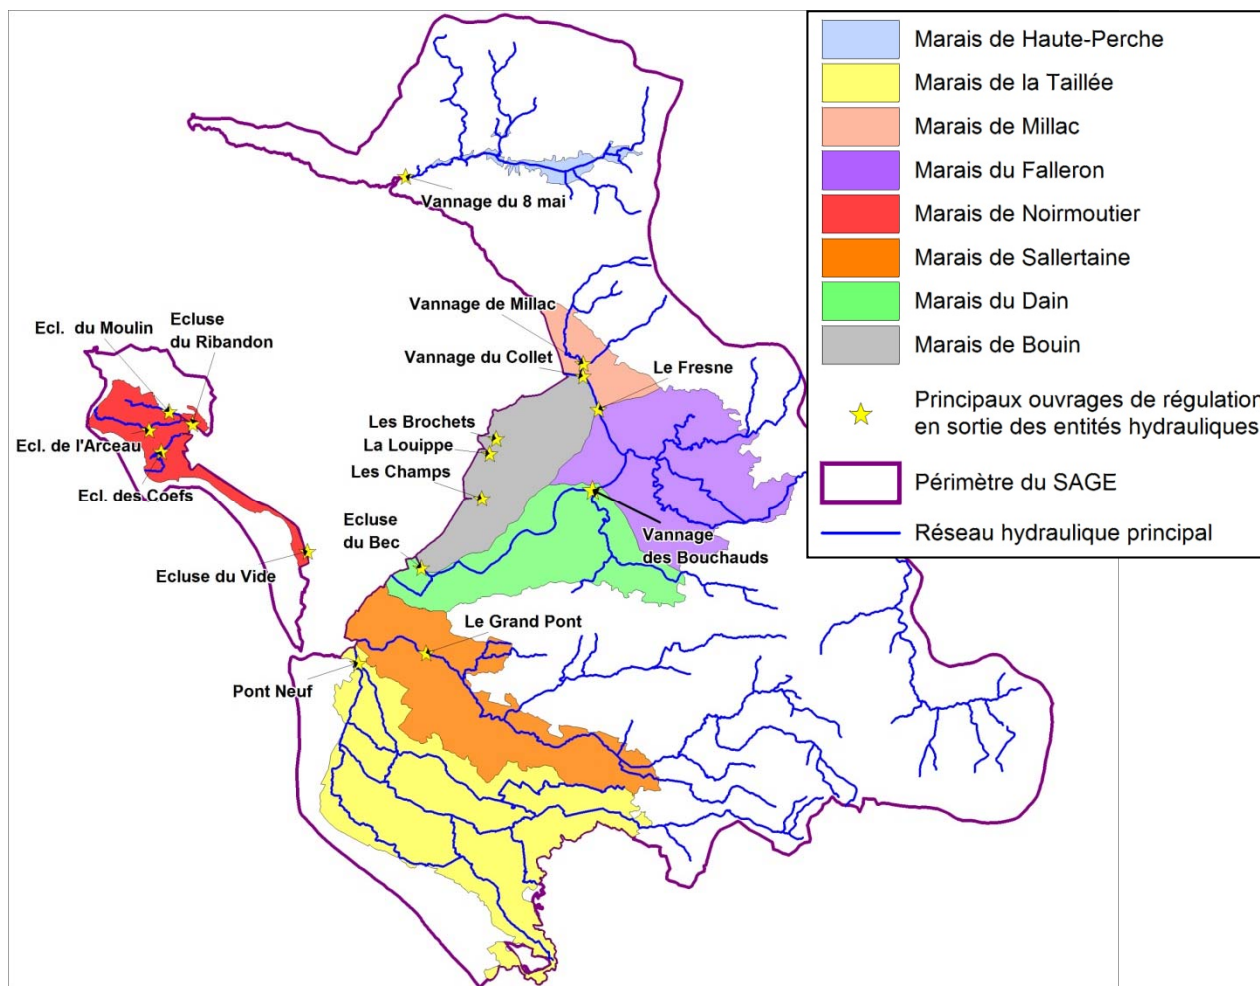 Marais de Haute-Perche
Marais de la Taillée
Marais de Millac
Marais du Falleron
Marais de Noirmoutier
Marais de Sallertaine
Marais du Dain
Marais de Bouin
Principaux ouvrages de régulation
en sortie des entités hydrauliques
Périmètre du SAGE
Réseau hydraulique principal
Vannage du 8 mai
Vannage de Millac
Vannage du Collet
Le Fresne
Ecl. du Moulin
Ecluse
du Ribandon
Les Brochets
La Louippe
Les Champs
Ecl. de l'Arceau
Ecl. des Coefs
Ecluse
du Bec
Vannage
des Bouchauds
Ecluse du Vide
Le Grand Pont
Pont Neuf